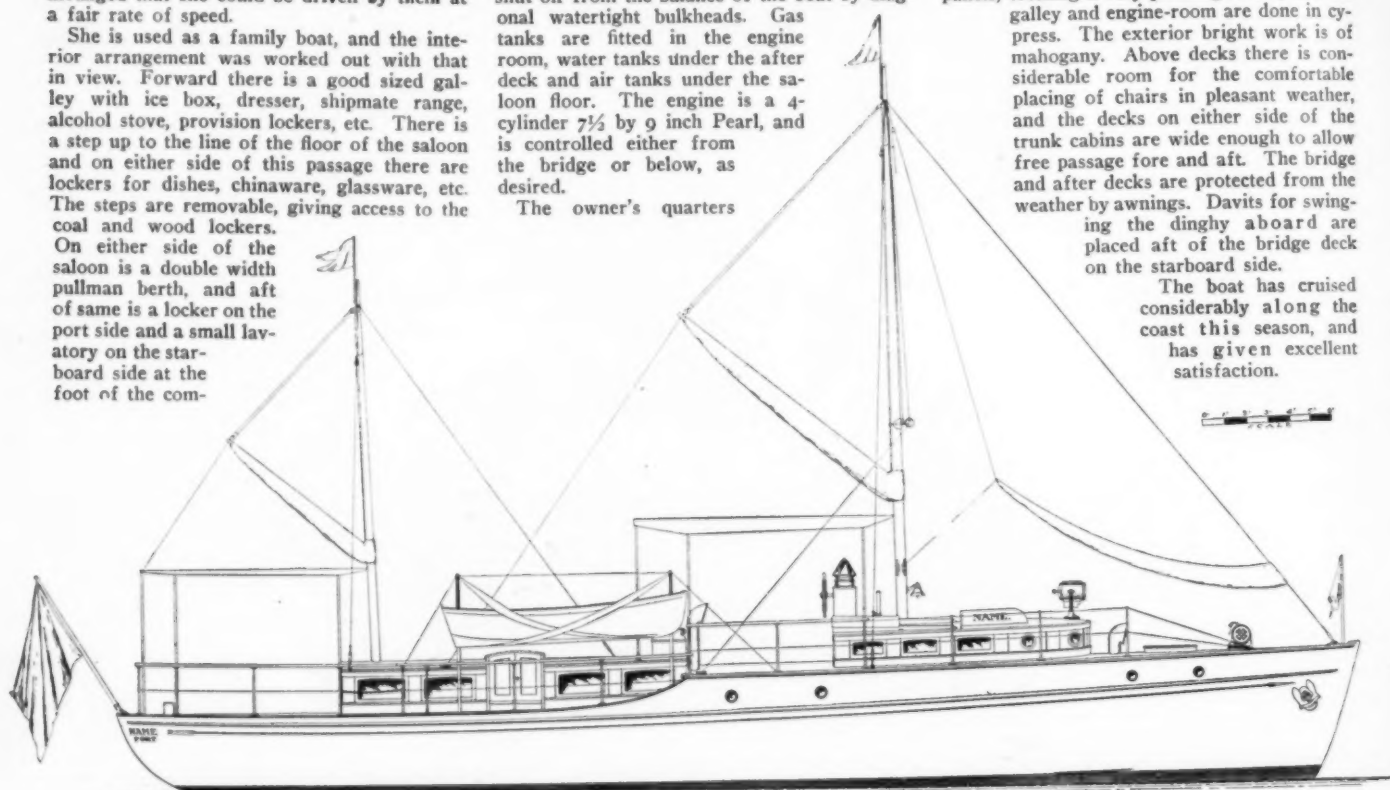 a fair rate of speed.
She is used as a family boat, and the inte-
rior arrangement was worked out with that
in view. Forward there is a good sized gal-
ley with ice box, dresser, shipmate range,
alcohol stove, provision lockers, etc. There is
a step up to the line of the floor of the saloon
and on either side of this passage there are
lockers for dishes, chinaware, glassware, etc.
The steps are removable, giving access to the
coal and wood lockers.
On either side of the
saloon is a double width
pullman berth, and aft
of same is a locker on the
port side and a small lav-
atory on the star-
board side at the
foot of the com-
onal watertight bulkheads. Gas
tanks are fitted in the engine
room, water tanks under the after
deck and air tanks under the sa-
loon floor. The engine is a 4-
cylinder 7½ by 9 inch Pearl, and
is controlled either from
the bridge or below, as
desired.
The owner's quarters
galley and engine-room are done in cy-
press. The exterior bright work is of
mahogany. Above decks there is con-
siderable room for the comfortable
placing of chairs in pleasant weather,
and the decks on either side of the
trunk cabins are wide enough to allow
free passage fore and aft. The bridge
and after decks are protected from the
weather by awnings. Davits for swing-
ing the dinghy aboard are
placed aft of the bridge deck
on the starboard side.
The boat has cruised
considerably along the
coast this season, and
has given excellent
satisfaction.
SCALE
NAME.
NAME
PORT